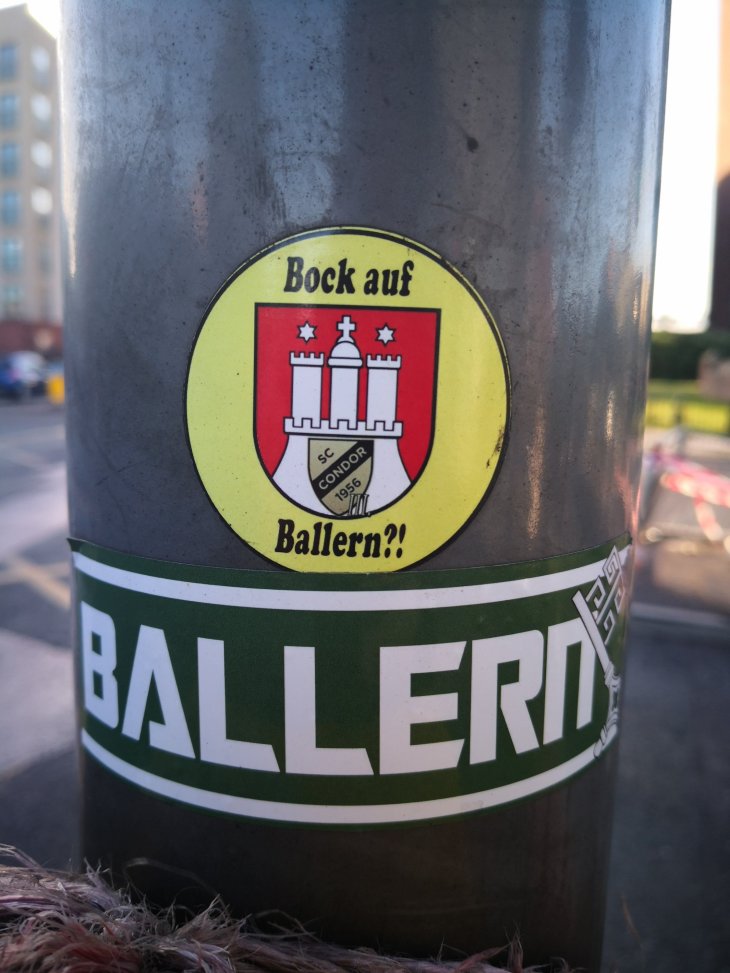 Bock auf
SC
CONDOR
1956
Ballern?!
BALLERN